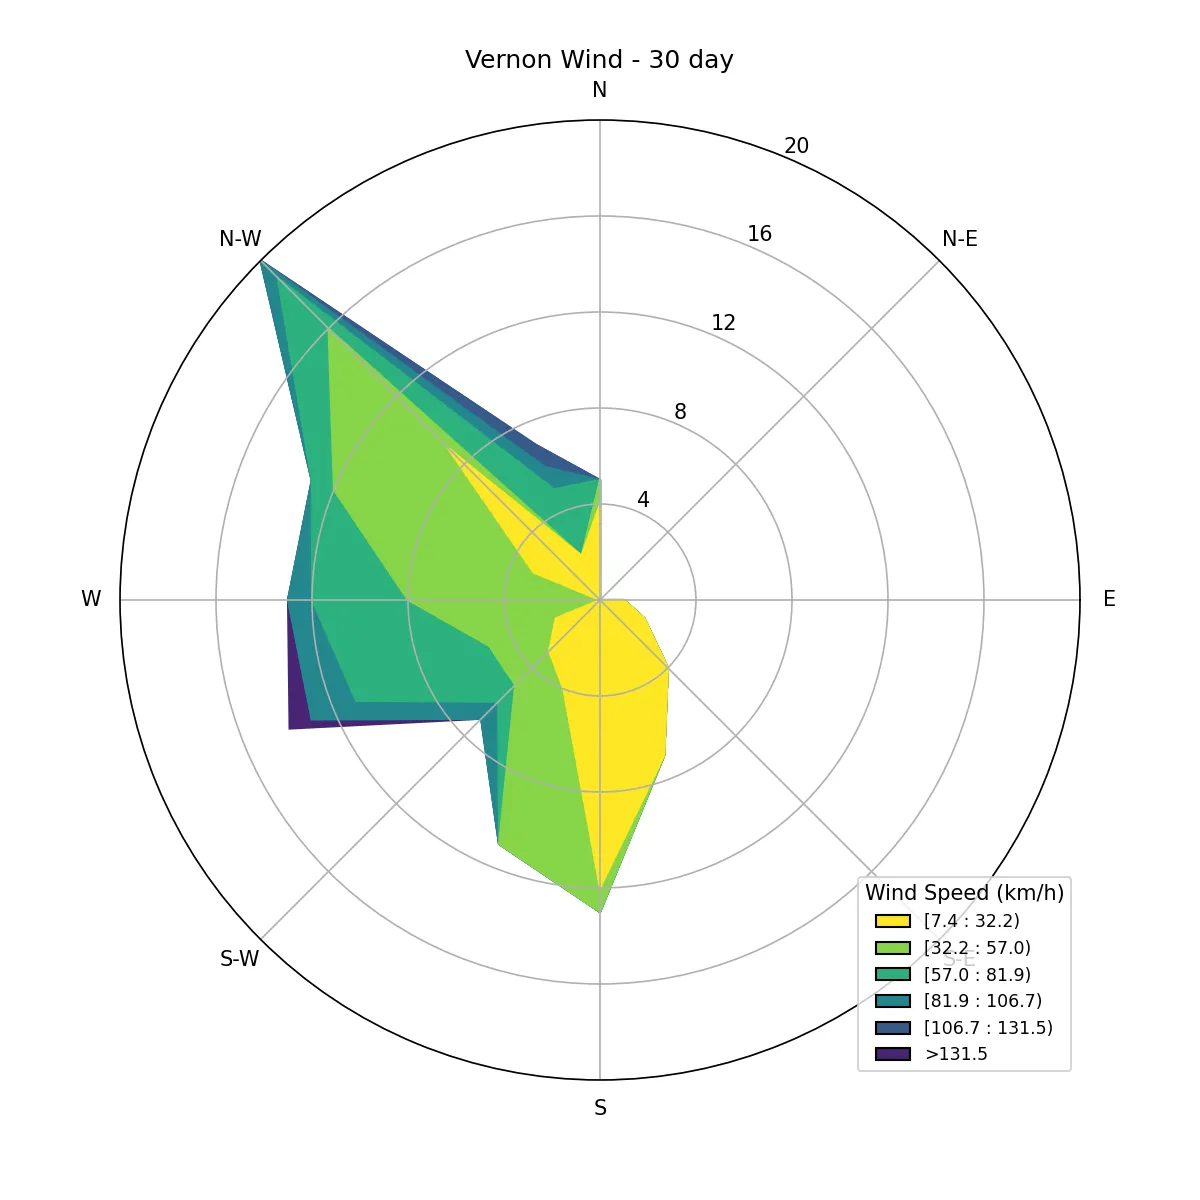 Vernon Wind - 30 day
N
20
N-W
N-E
16
12
8
4
W
E
Wind Speed (km/h)
[7.4 : 32.2)
[32.2 : 57.0)
S-W
S-E
[57.0 : 81.9)
[81.9 : 106.7)
[106.7 : 131.5)
>131.5
S